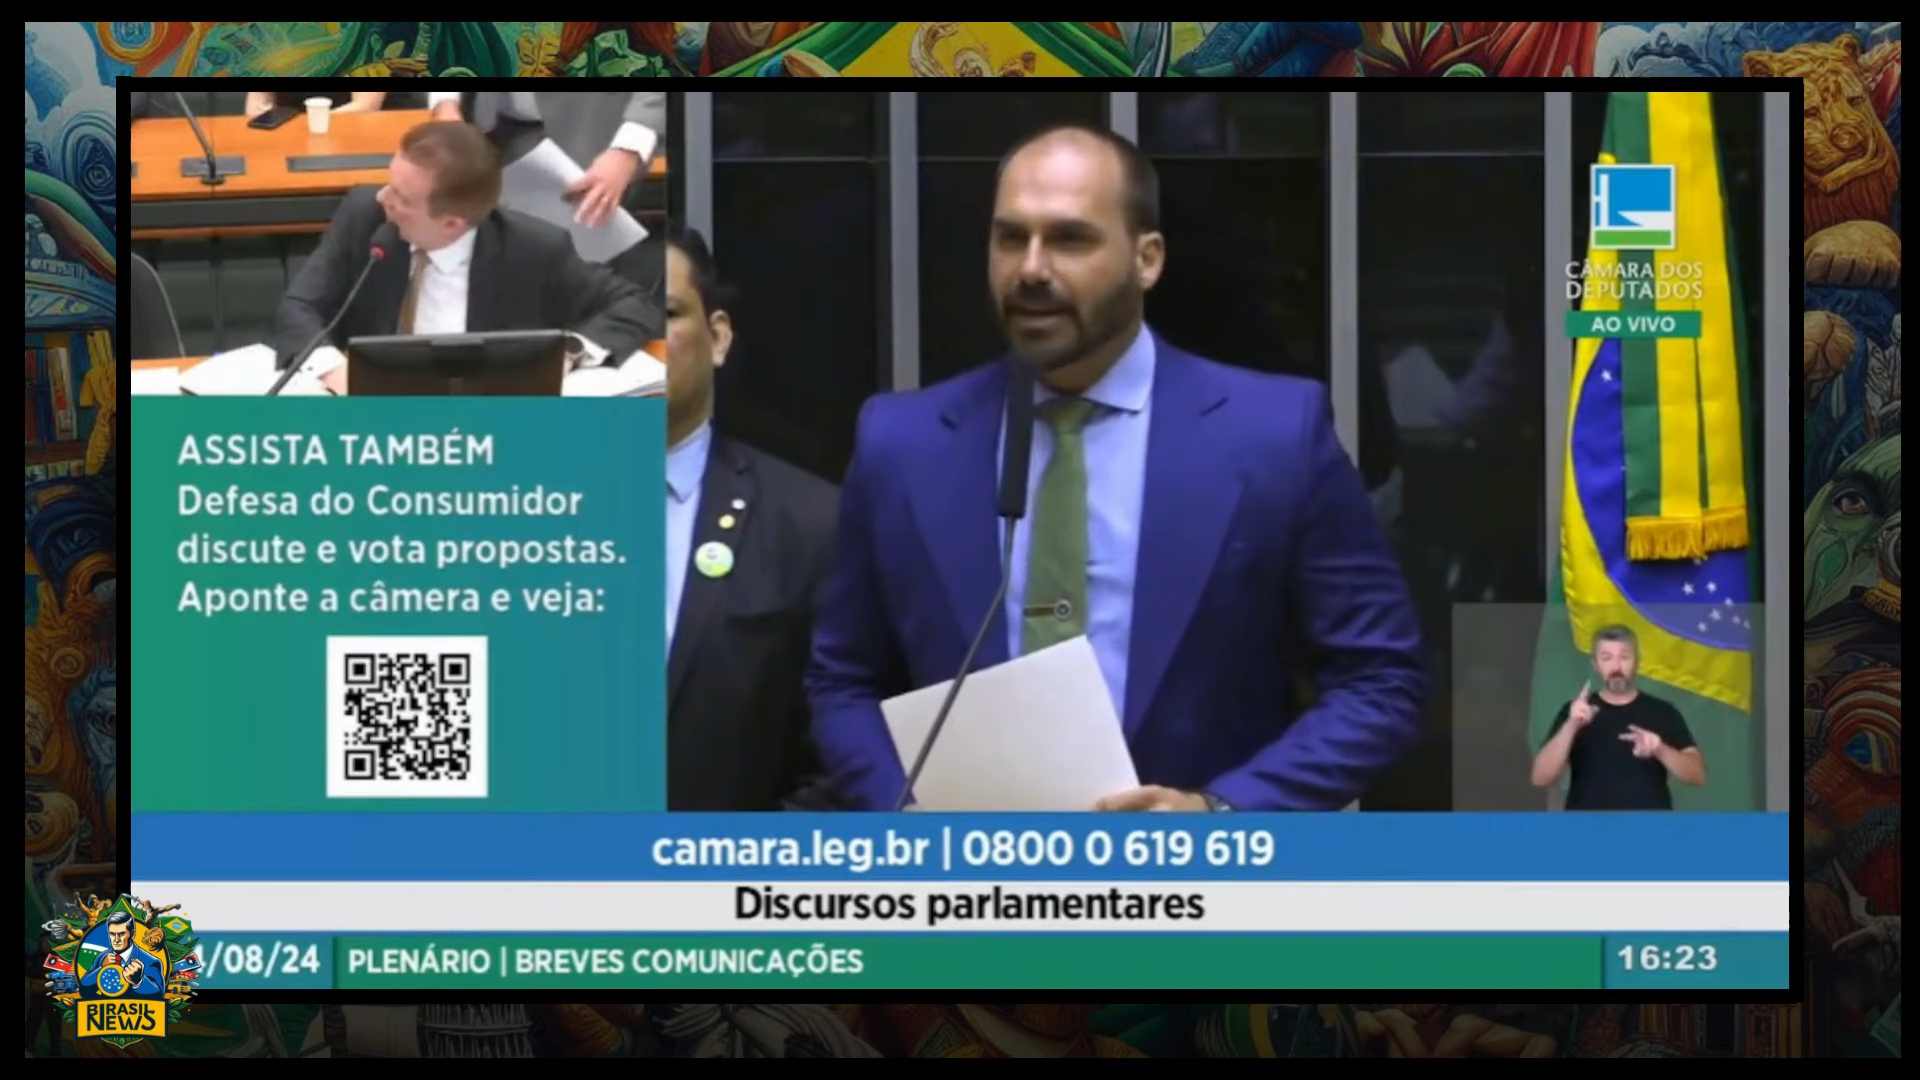 ASSISTA TAMBÉM
Defesa do Consumidor
discute e vota propostas.
Aponte a câmera e veja:
CÂMARA DOS
DEPUTADOS
AO VIVO
camara.leg.br | 0800 0 619 619
Discursos parlamentares
/08/24
PLENÁRIO | BREVES COMUNICAÇÕES
16:23
BIRASIL
NEWS